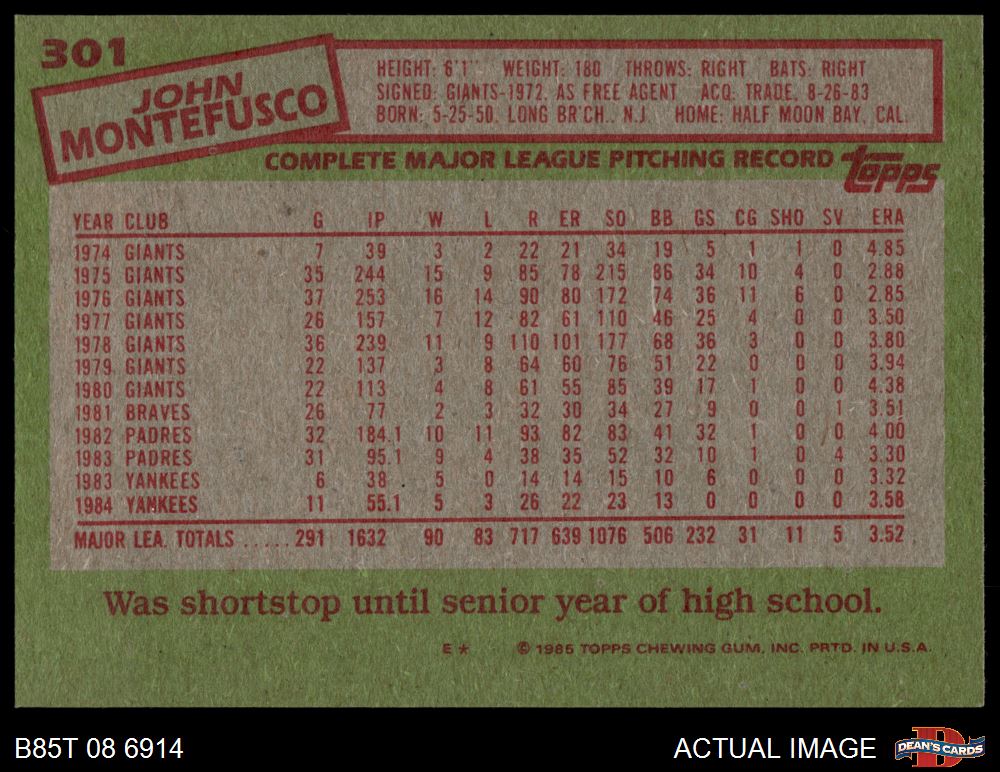 301
JOHN
MONTEFUSCO
HEIGHT: 6'1" WEIGHT: 180 THROWS: RIGHT BATS: RIGHT
SIGNED: GIANTS-1972, AS FREE AGENT ACQ: TRADE, 8-26-83
BORN: 5-25-50, LONG BR'CH., N.J. HOME: HALF MOON BAY, CAL.
COMPLETE MAJOR LEAGUE PITCHING RECORD topps
YEAR CLUB G IP W L R ER SO BB GS CG SHO SV ERA
1974 GIANTS 7 39 3 2 22 21 34 19 5 1 1 0 4.85
1975 GIANTS 35 244 15 9 85 78 215 86 34 10 4 0 2.88
1976 GIANTS 37 253 16 14 90 80 172 74 36 11 6 0 2.85
1977 GIANTS 26 157 7 12 82 61 110 46 25 4 0 0 3.50
1978 GIANTS 36 239 11 9 110 101 177 68 36 3 0 0 3.80
1979 GIANTS 22 137 3 8 64 60 76 51 22 0 0 0 3.94
1980 GIANTS 22 113 4 8 61 55 85 39 17 1 0 0 4.38
1981 BRAVES 26 77 2 3 32 30 34 27 9 0 0 1 3.51
1982 PADRES 32 184.1 10 11 93 82 83 41 32 1 0 0 4.00
1983 PADRES 31 95.1 9 4 38 35 52 32 10 1 0 4 3.30
1983 YANKEES 6 38 5 0 14 14 15 10 6 0 0 0 3.32
1984 YANKEES 11 55.1 5 3 26 22 23 13 0 0 0 0 3.58
MAJOR LEA. TOTALS ...... 291 1632 90 83 717 639 1076 506 232 31 11 5 3.52
Was shortstop until senior year of high school.
E * © 1985 TOPPS CHEWING GUM, INC. PRTD. IN U.S.A.
B85T 08 6914
ACTUAL IMAGE
D
DEAN'S CARDS